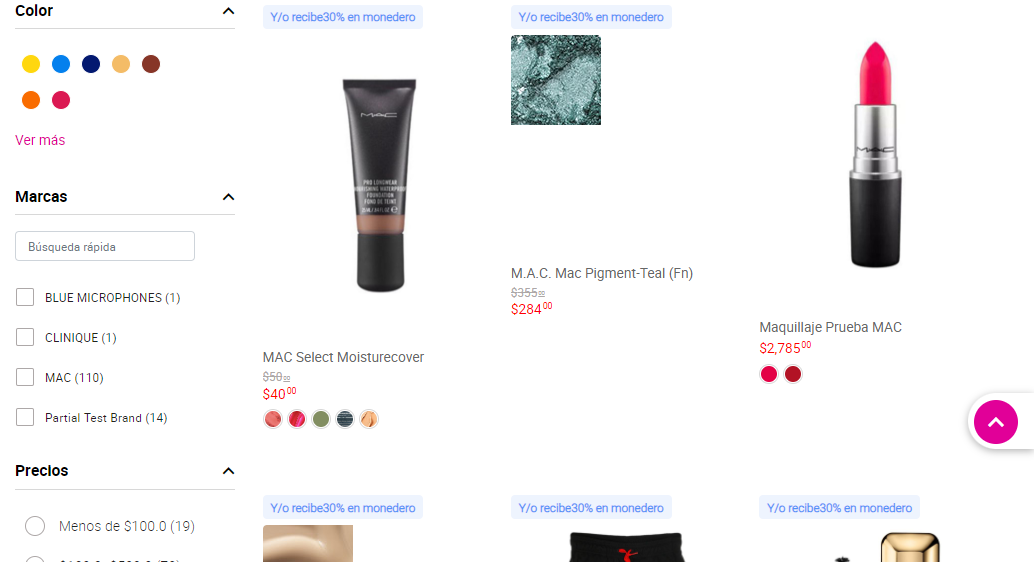 Color
Ver más
Marcas
Búsqueda rápida
BLUE MICROPHONES (1)
CLINIQUE (1)
MAC (110)
Partial Test Brand (14)
Precios
Menos de $100.0 (19)
Y/o recibe30% en monedero
MAC
PRO LONGWEAR
NOURISHING WATERPROOF
FOUNDATION
FOND DE TEINT
MAC Select Moisturecover
$50.00
$40.00
Y/o recibe30% en monedero
M.A.C. Mac Pigment-Teal (Fn)
$355.00
$284.00
MAC
Maquillaje Prueba MAC
$2,785.00
Y/o recibe30% en monedero
Y/o recibe30% en monedero
Y/o recibe30% en monedero